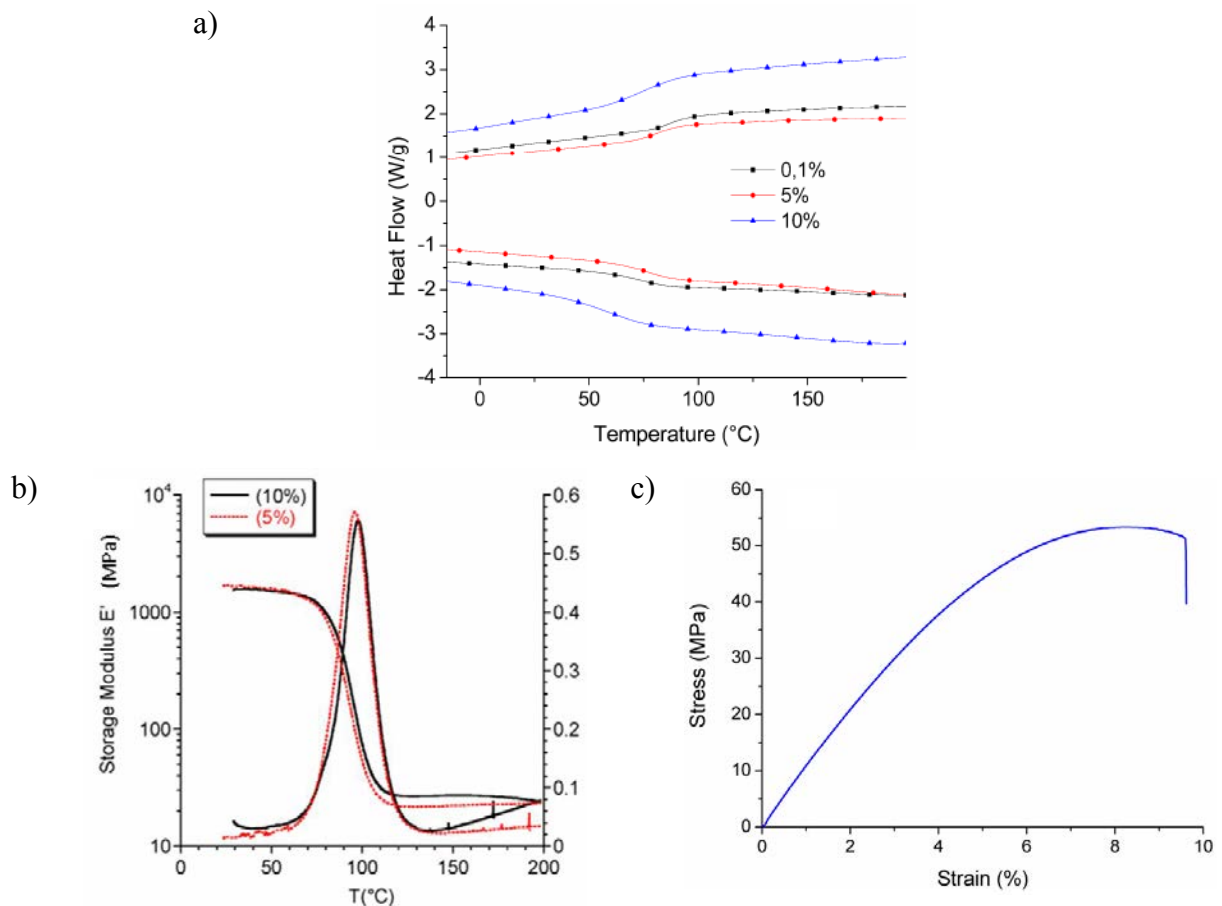 a)
4
3
2
1
0
-1
-2
-3
-4
Heat Flow (W/g)
0,1%
5%
10%
0 50 100 150
Temperature (°C)
b)
(10%)
(5%)
10⁴
1000
100
10
Storage Modulus E' (MPa)
0.6
0.5
0.4
0.3
0.2
0.1
0
0 50 100 150 200
T(°C)
c)
60
50
40
30
20
10
0
Stress (MPa)
0 2 4 6 8 10
Strain (%)